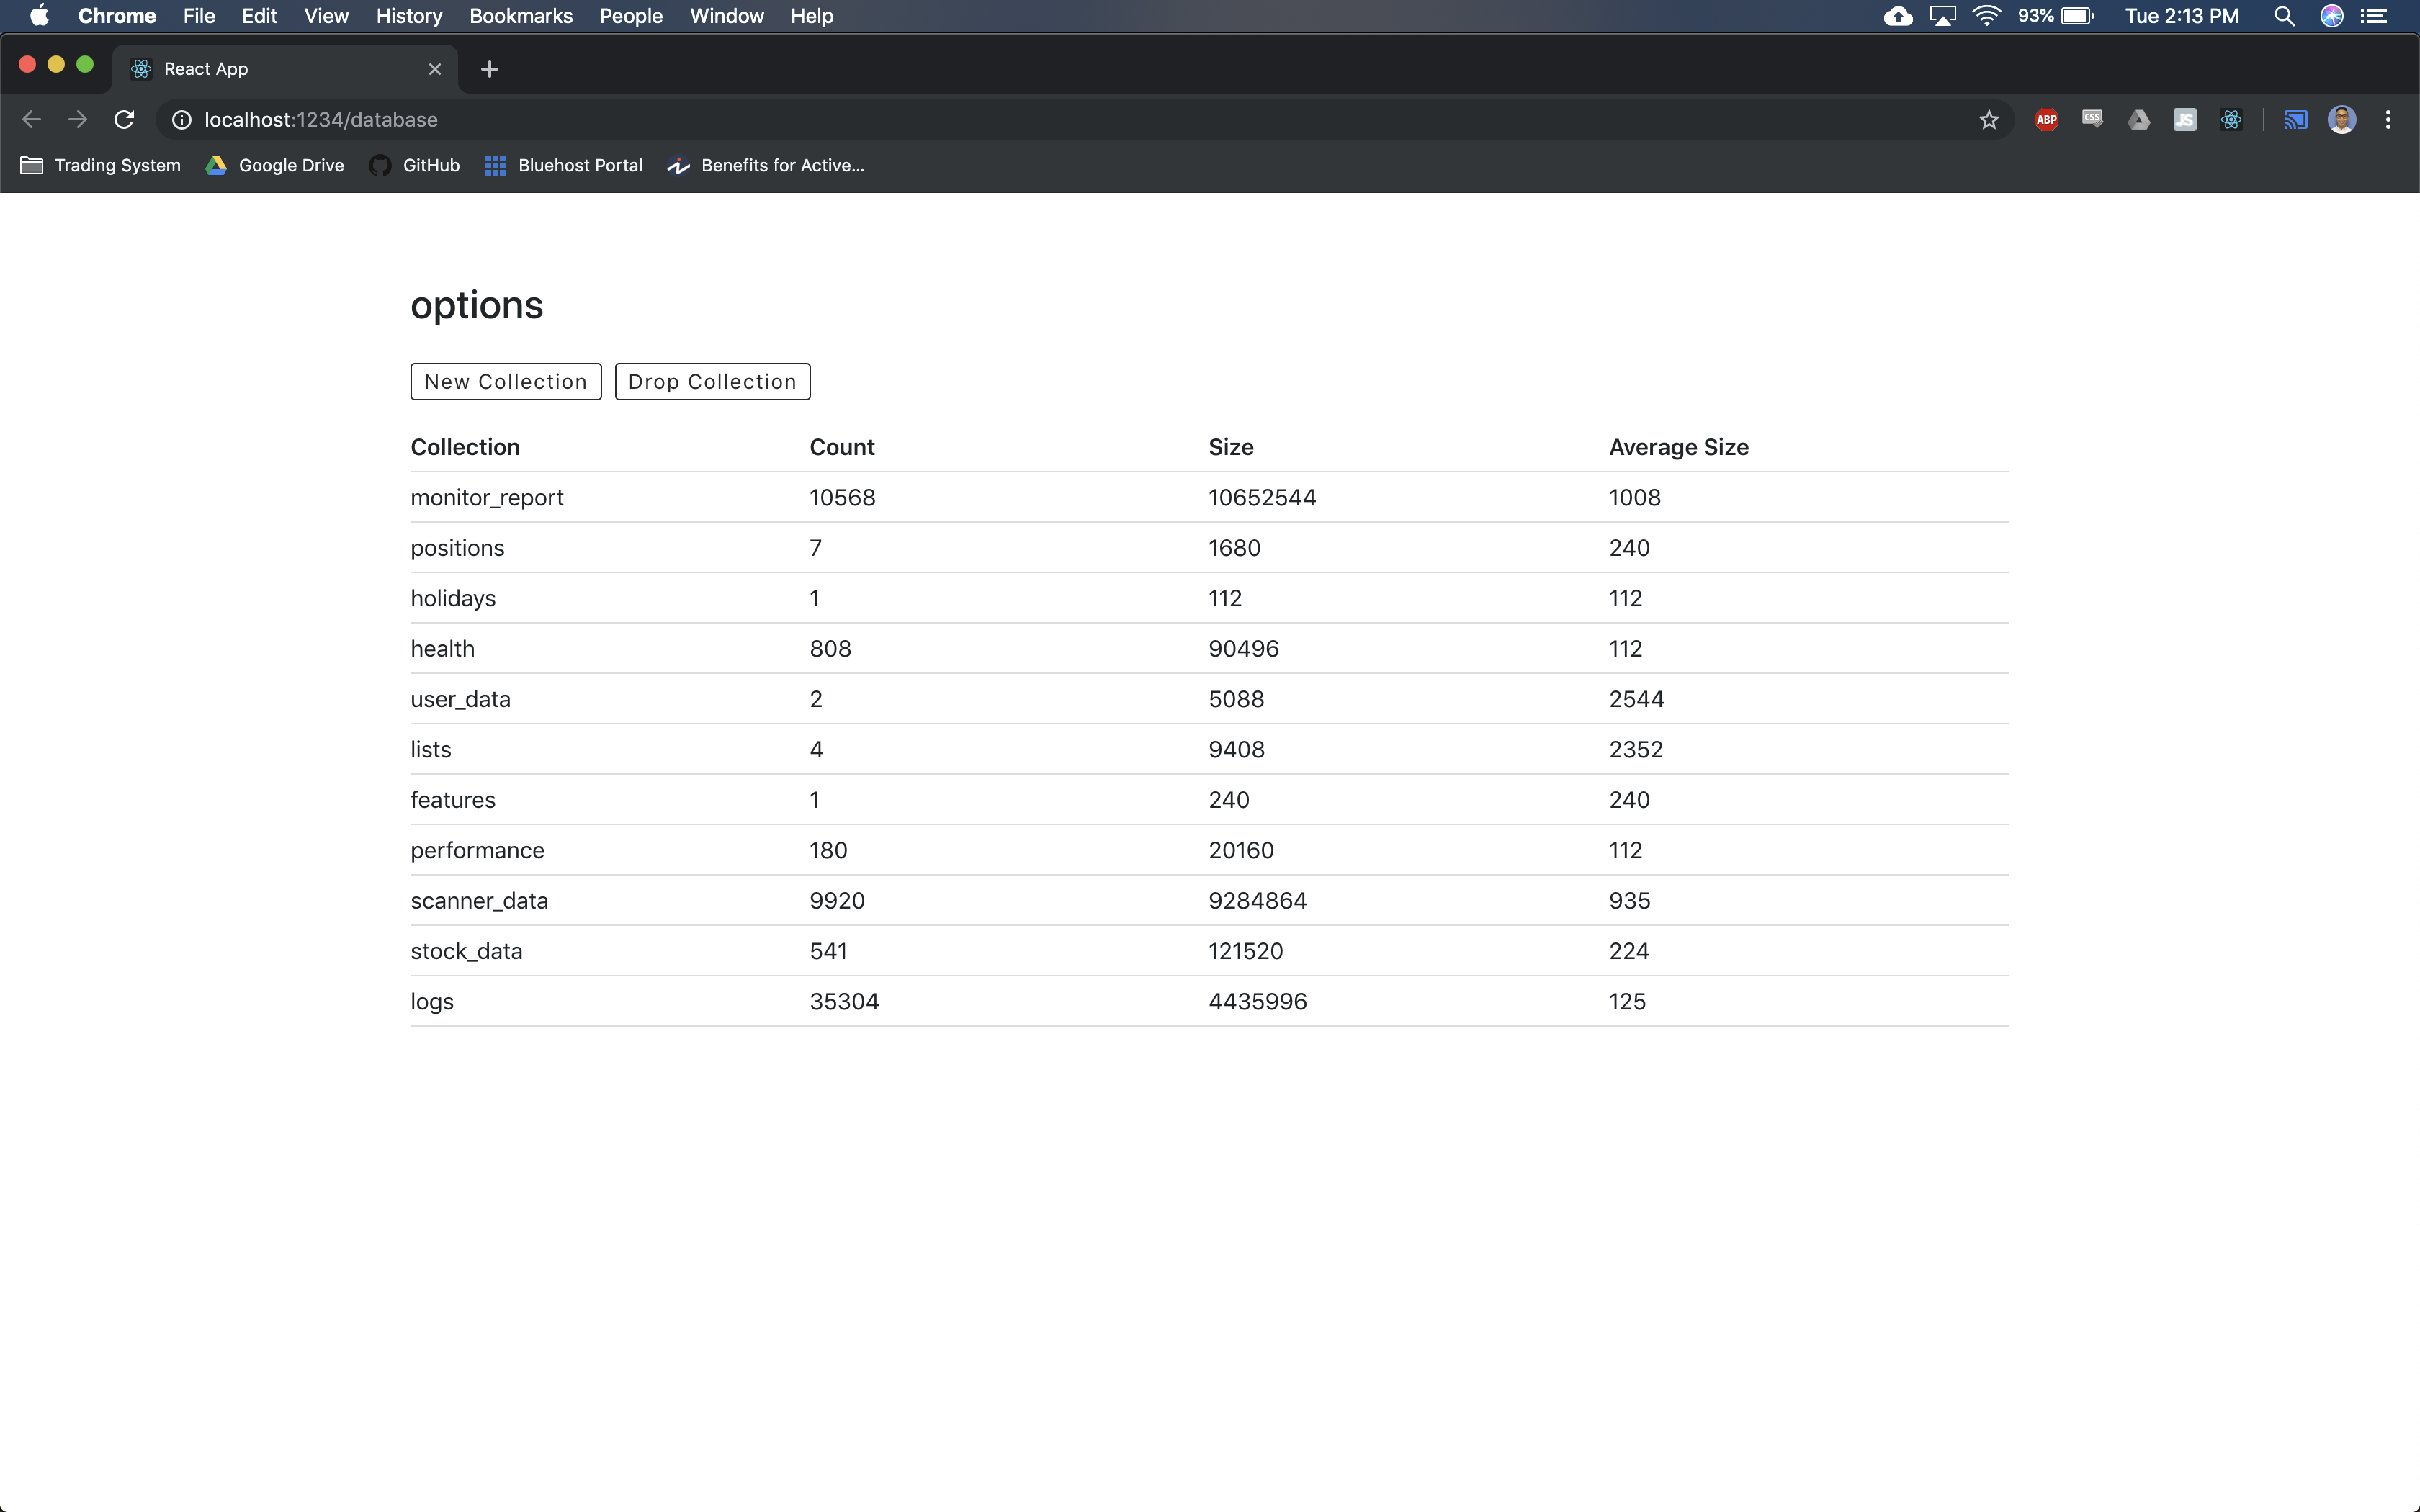 Chrome File Edit View History Bookmarks People Window Help 93% Tue 2:13 PM
React App
localhost:1234/database ABP CSS JS
Trading System Google Drive GitHub Bluehost Portal Benefits for Active...
options
New Collection Drop Collection
Collection Count Size Average Size
monitor_report 10568 10652544 1008
positions 7 1680 240
holidays 1 112 112
health 808 90496 112
user_data 2 5088 2544
lists 4 9408 2352
features 1 240 240
performance 180 20160 112
scanner_data 9920 9284864 935
stock_data 541 121520 224
logs 35304 4435996 125